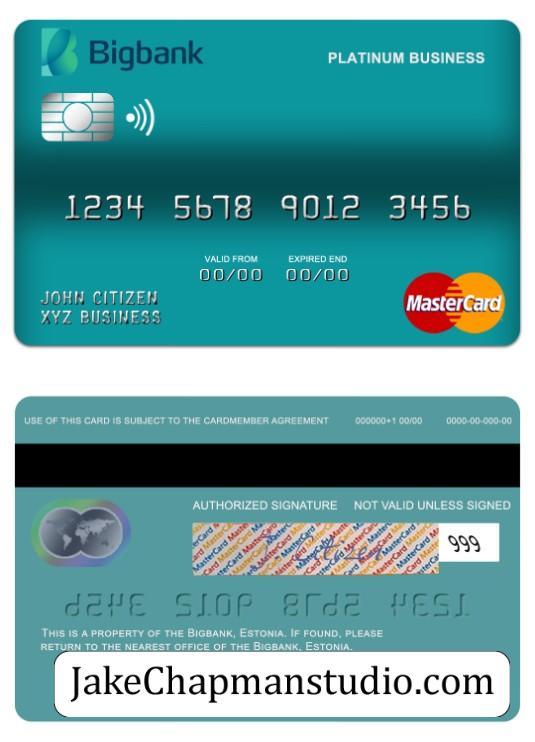 Bigbank
PLATINUM BUSINESS
1234 5678 9012 3456
VALID FROM EXPIRED END
00/00 00/00
JOHN CITIZEN
XYZ BUSINESS
MasterCard
USE OF THIS CARD IS SUBJECT TO THE CARDMEMBER AGREEMENT 000000+1 00/00 0000-00-000-00
AUTHORIZED SIGNATURE NOT VALID UNLESS SIGNED
MasterCard MasterCard MasterCard
999
THIS IS A PROPERTY OF THE BIGBANK, ESTONIA. IF FOUND, PLEASE
RETURN TO THE NEAREST OFFICE OF THE BIGBANK, ESTONIA.
JakeChapmanstudio.com